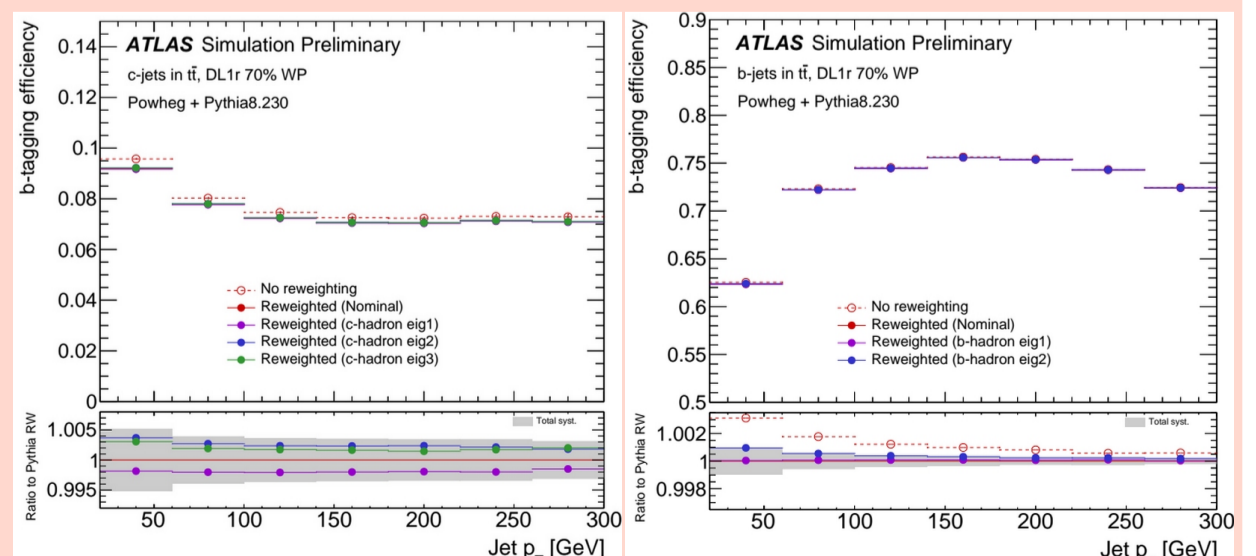 ATLAS Simulation Preliminary
c-jets in tt̄, DL1r 70% WP
Powheg + Pythia8.230
b-tagging efficiency
0.14
0.12
0.1
0.08
0.06
0.04
0.02
0
No reweighting
Reweighted (Nominal)
Reweighted (c-hadron eig1)
Reweighted (c-hadron eig2)
Reweighted (c-hadron eig3)
Ratio to Pythia RW
1.005
1
0.995
Total syst.
50 100 150 200 250 300
Jet p [GeV]
ATLAS Simulation Preliminary
b-jets in tt̄, DL1r 70% WP
Powheg + Pythia8.230
b-tagging efficiency
0.9
0.85
0.8
0.75
0.7
0.65
0.6
0.55
0.5
No reweighting
Reweighted (Nominal)
Reweighted (b-hadron eig1)
Reweighted (b-hadron eig2)
Ratio to Pythia RW
1.002
1
0.998
Total syst.
50 100 150 200 250 300
Jet p [GeV]